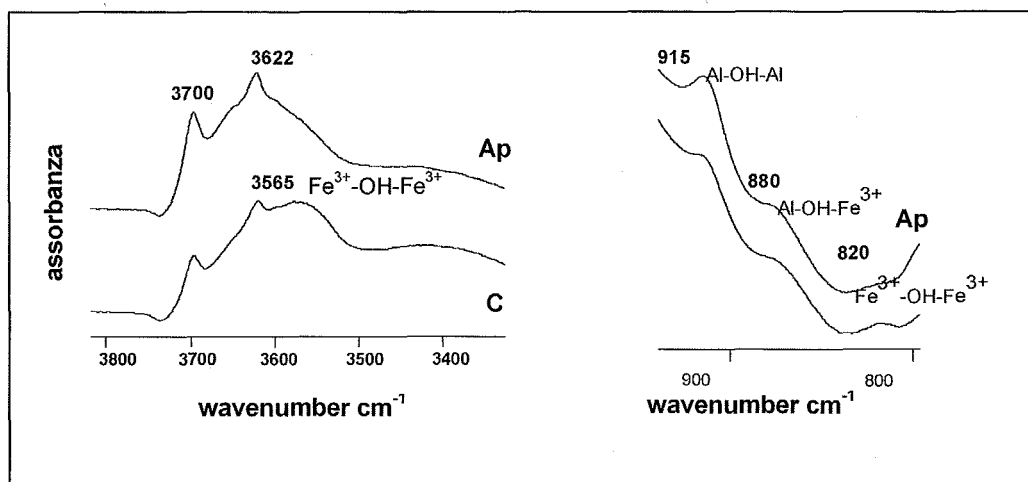 assorbanza
3700
3622
Ap
3565
Fe³⁺-OH-Fe³⁺
C
3800 3700 3600 3500 3400
wavenumber cm⁻¹
915
Al-OH-Al
880
Al-OH-Fe³⁺
Ap
820
Fe³⁺-OH-Fe³⁺
900 800
wavenumber cm⁻¹